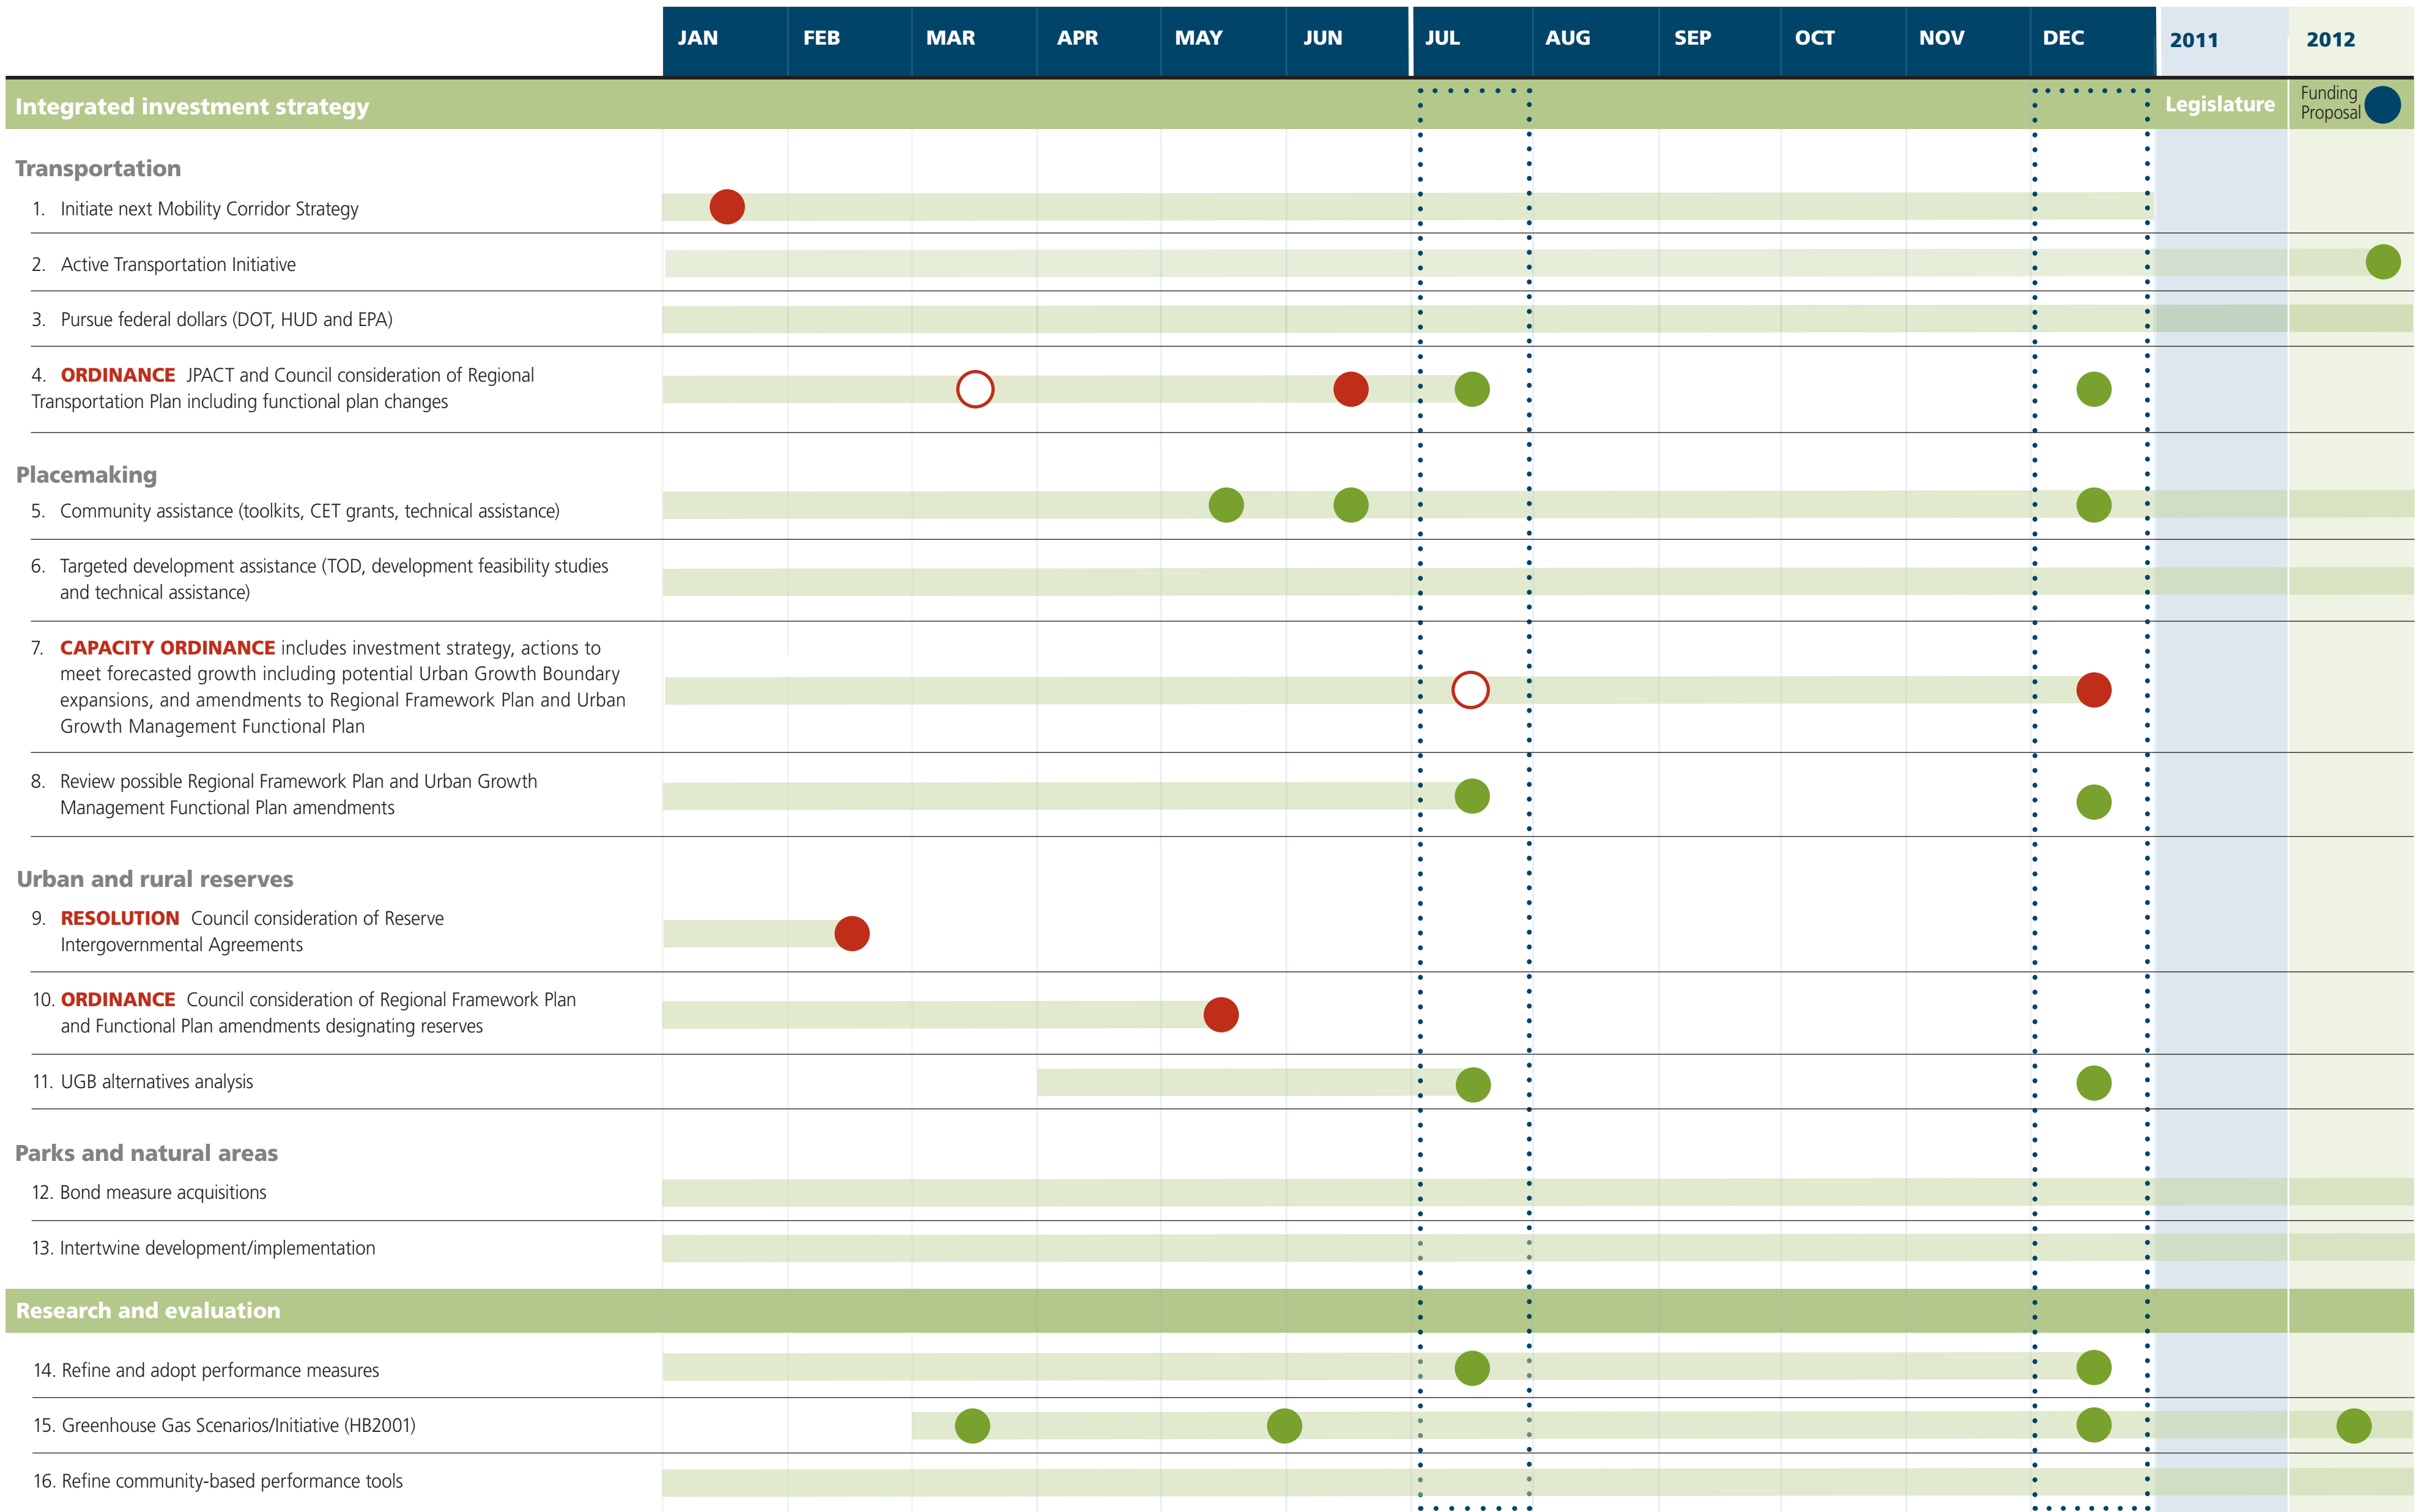 JAN FEB MAR APR MAY JUN JUL AUG SEP OCT NOV DEC 2011 2012
Integrated investment strategy
Legislature
Funding
Proposal
Transportation
1. Initiate next Mobility Corridor Strategy
2. Active Transportation Initiative
3. Pursue federal dollars (DOT, HUD and EPA)
4. ORDINANCE JPACT and Council consideration of Regional
Transportation Plan including functional plan changes
Placemaking
5. Community assistance (toolkits, CET grants, technical assistance)
6. Targeted development assistance (TOD, development feasibility studies
and technical assistance)
7. CAPACITY ORDINANCE includes investment strategy, actions to
meet forecasted growth including potential Urban Growth Boundary
expansions, and amendments to Regional Framework Plan and Urban
Growth Management Functional Plan
8. Review possible Regional Framework Plan and Urban Growth
Management Functional Plan amendments
Urban and rural reserves
9. RESOLUTION Council consideration of Reserve
Intergovernmental Agreements
10. ORDINANCE Council consideration of Regional Framework Plan
and Functional Plan amendments designating reserves
11. UGB alternatives analysis
Parks and natural areas
12. Bond measure acquisitions
13. Intertwine development/implementation
Research and evaluation
14. Refine and adopt performance measures
15. Greenhouse Gas Scenarios/Initiative (HB2001)
16. Refine community-based performance tools